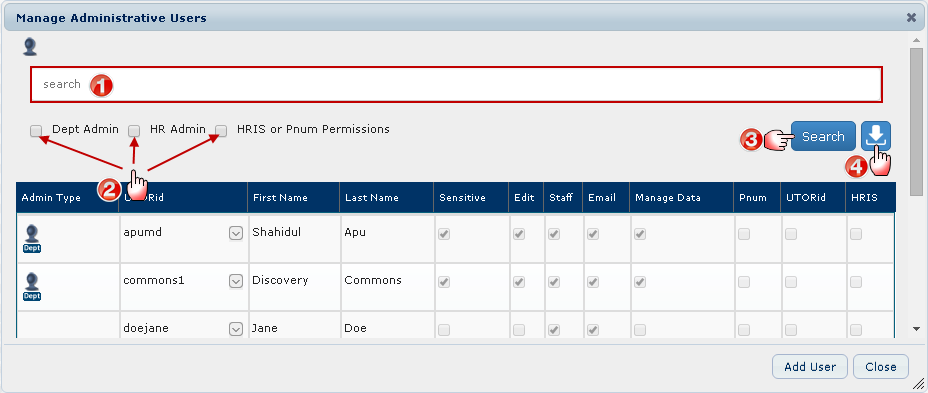 Manage Administrative Users
search 1
Dept Admin HR Admin HRIS or Pnum Permissions
3 Search
2 4
Admin Type UTORid First Name Last Name Sensitive Edit Staff Email Manage Data Pnum UTORid HRIS
Dept apumd Shahidul Apu
Dept commons1 Discovery Commons
doejane Jane Doe
Add User Close